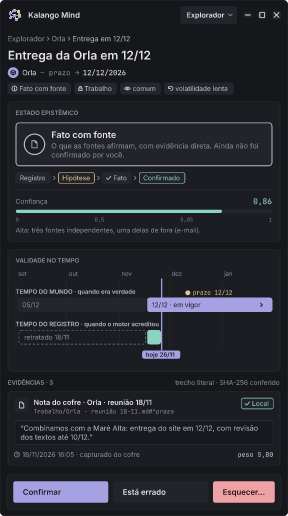 Kalango Mind
Explorador
Explorador › Orla › Entrega em 12/12
Entrega da Orla em 12/12
Orla — prazo → 12/12/2026
Fato com fonte
Trabalho
comum
volatilidade lenta
ESTADO EPISTÊMICO
Fato com fonte
O que as fontes afirmam, com evidência direta. Ainda não foi
confirmado por você.
Registro › Hipótese › Fato › Confirmado
Confiança 0,86
0 0,5 0,85 1
Alta: três fontes independentes, uma delas de fora (e-mail).
VALIDADE NO TEMPO
set out nov dez jan
prazo 12/12
TEMPO DO MUNDO · quando era verdade
05/12
12/12 · em vigor
TEMPO DO REGISTRO · quando o motor acreditou
retratado 18/11
hoje 26/11
EVIDÊNCIAS · 3
trecho literal · SHA-256 conferido
Nota do cofre · Orla · reunião 18/11
Local
Trabalho/Orla · reunião 18-11.md#^prazo
“Combinamos com a Maré Alta: entrega do site em 12/12, com revisão
dos textos até 10/12.”
18/11/2026 16:05 · capturado do cofre
peso 0,80
Confirmar
Está errado
Esquecer...